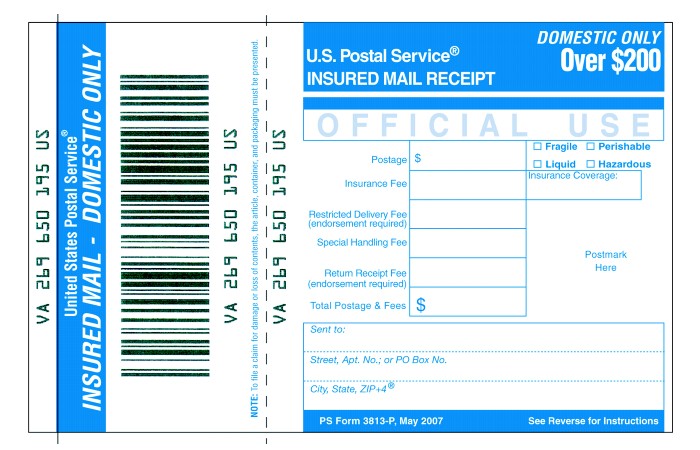 VA 269 650 195 US
United States Postal Service®
INSURED MAIL - DOMESTIC ONLY
VA 269 650 195 US
NOTE: To file a claim for damage or loss of contents, the article, container, and packaging must be presented.
VA 269 650 195 US
DOMESTIC ONLY
U.S. Postal Service®
Over $200
INSURED MAIL RECEIPT
OFFICIAL USE
Fragile Perishable
Postage $
Liquid Hazardous
Insurance Fee
Insurance Coverage:
Restricted Delivery Fee
(endorsement required)
Special Handling Fee
Postmark
Here
Return Receipt Fee
(endorsement required)
Total Postage & Fees $
Sent to:
Street, Apt. No.; or PO Box No.
City, State, ZIP+4®
PS Form 3813-P, May 2007 See Reverse for Instructions